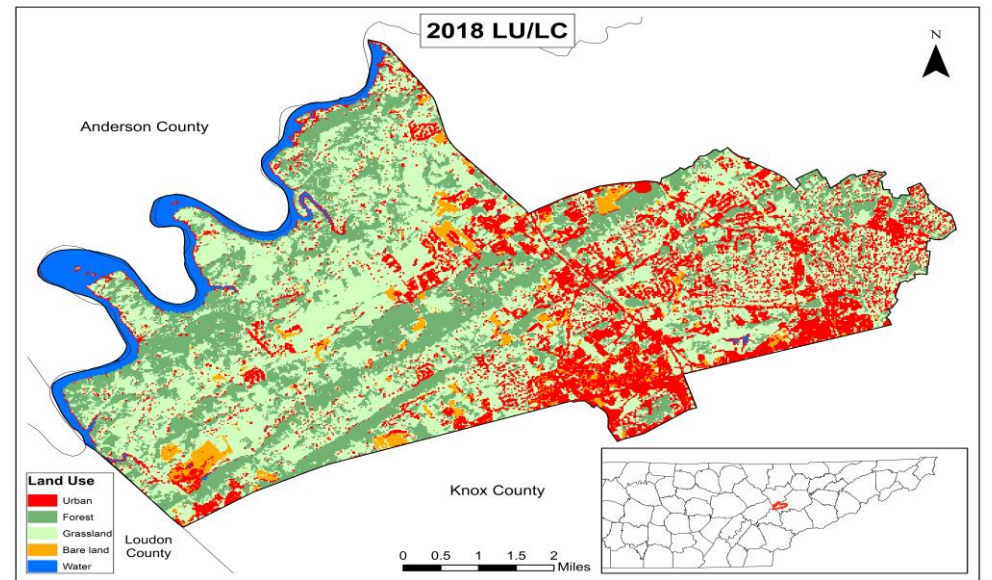 2018 LU/LC
N
Anderson County
Knox County
Loudon
County
Land Use
Urban
Forest
Grassland
Bare land
Water
0 0.5 1 1.5 2
Miles